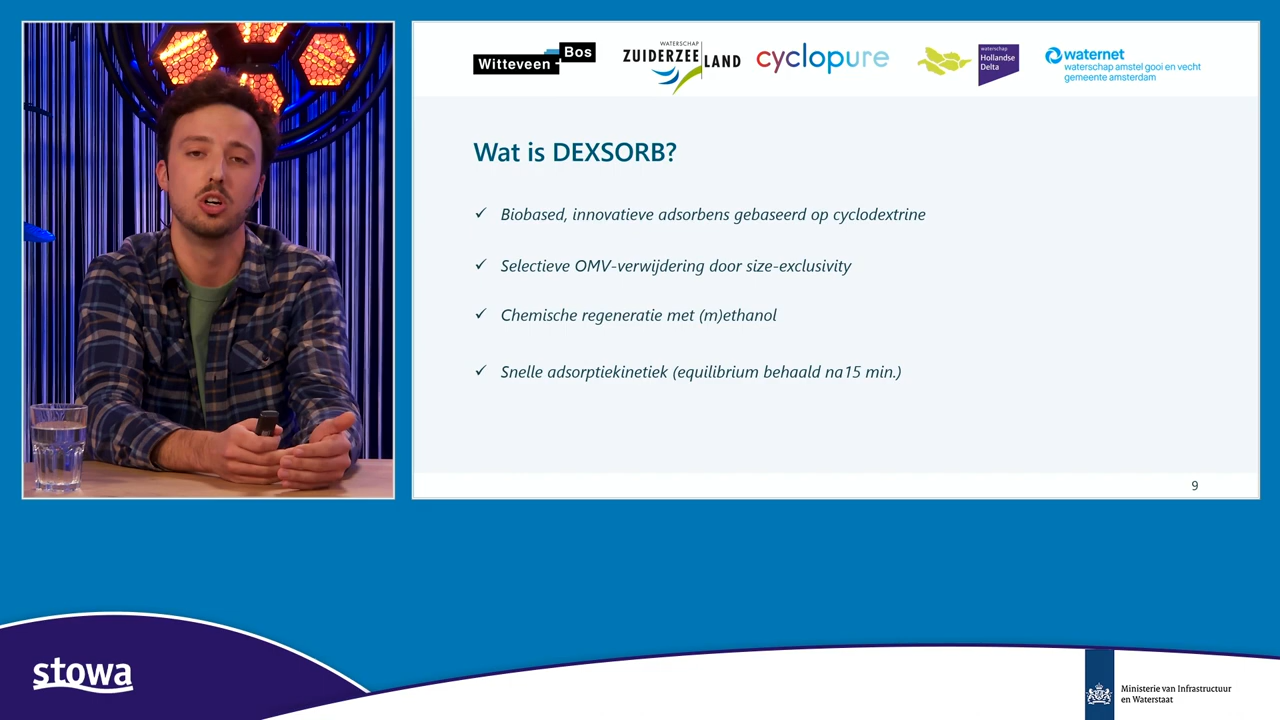 Witteveen + Bos
WATERSCHAP
ZUIDERZEELAND
cyclopure
waterschap
Hollandse
Delta
waternet
waterschap amstel gooi en vecht
gemeente amsterdam
Wat is DEXSORB?
✓ Biobased, innovatieve adsorbens gebaseerd op cyclodextrine
✓ Selectieve OMV-verwijdering door size-exclusivity
✓ Chemische regeneratie met (m)ethanol
✓ Snelle adsorptiekinetiek (equilibrium behaald na15 min.)
9
stowa
Ministerie van Infrastructuur
en Waterstaat